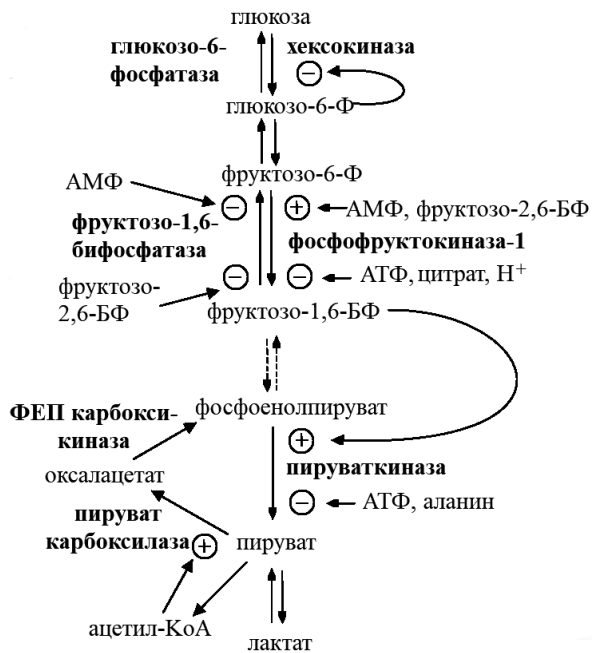 глюкоза
глюкозо-6-
фосфатаза
хексокиназа
−
глюкозо-6-Ф
фруктозо-6-Ф
АМФ
−
+
АМФ, фруктозо-2,6-БФ
фруктозо-1,6-
бифосфатаза
фосфофруктокиназа-1
−
−
АТФ, цитрат, H⁺
фруктозо-
2,6-БФ
фруктозо-1,6-БФ
фосфоенолпируват
ФЕП карбокси-
киназа
+
пируваткиназа
оксалацетат
−
АТФ, аланин
пируват
карбоксилаза
+
пируват
ацетил-КоА
лактат